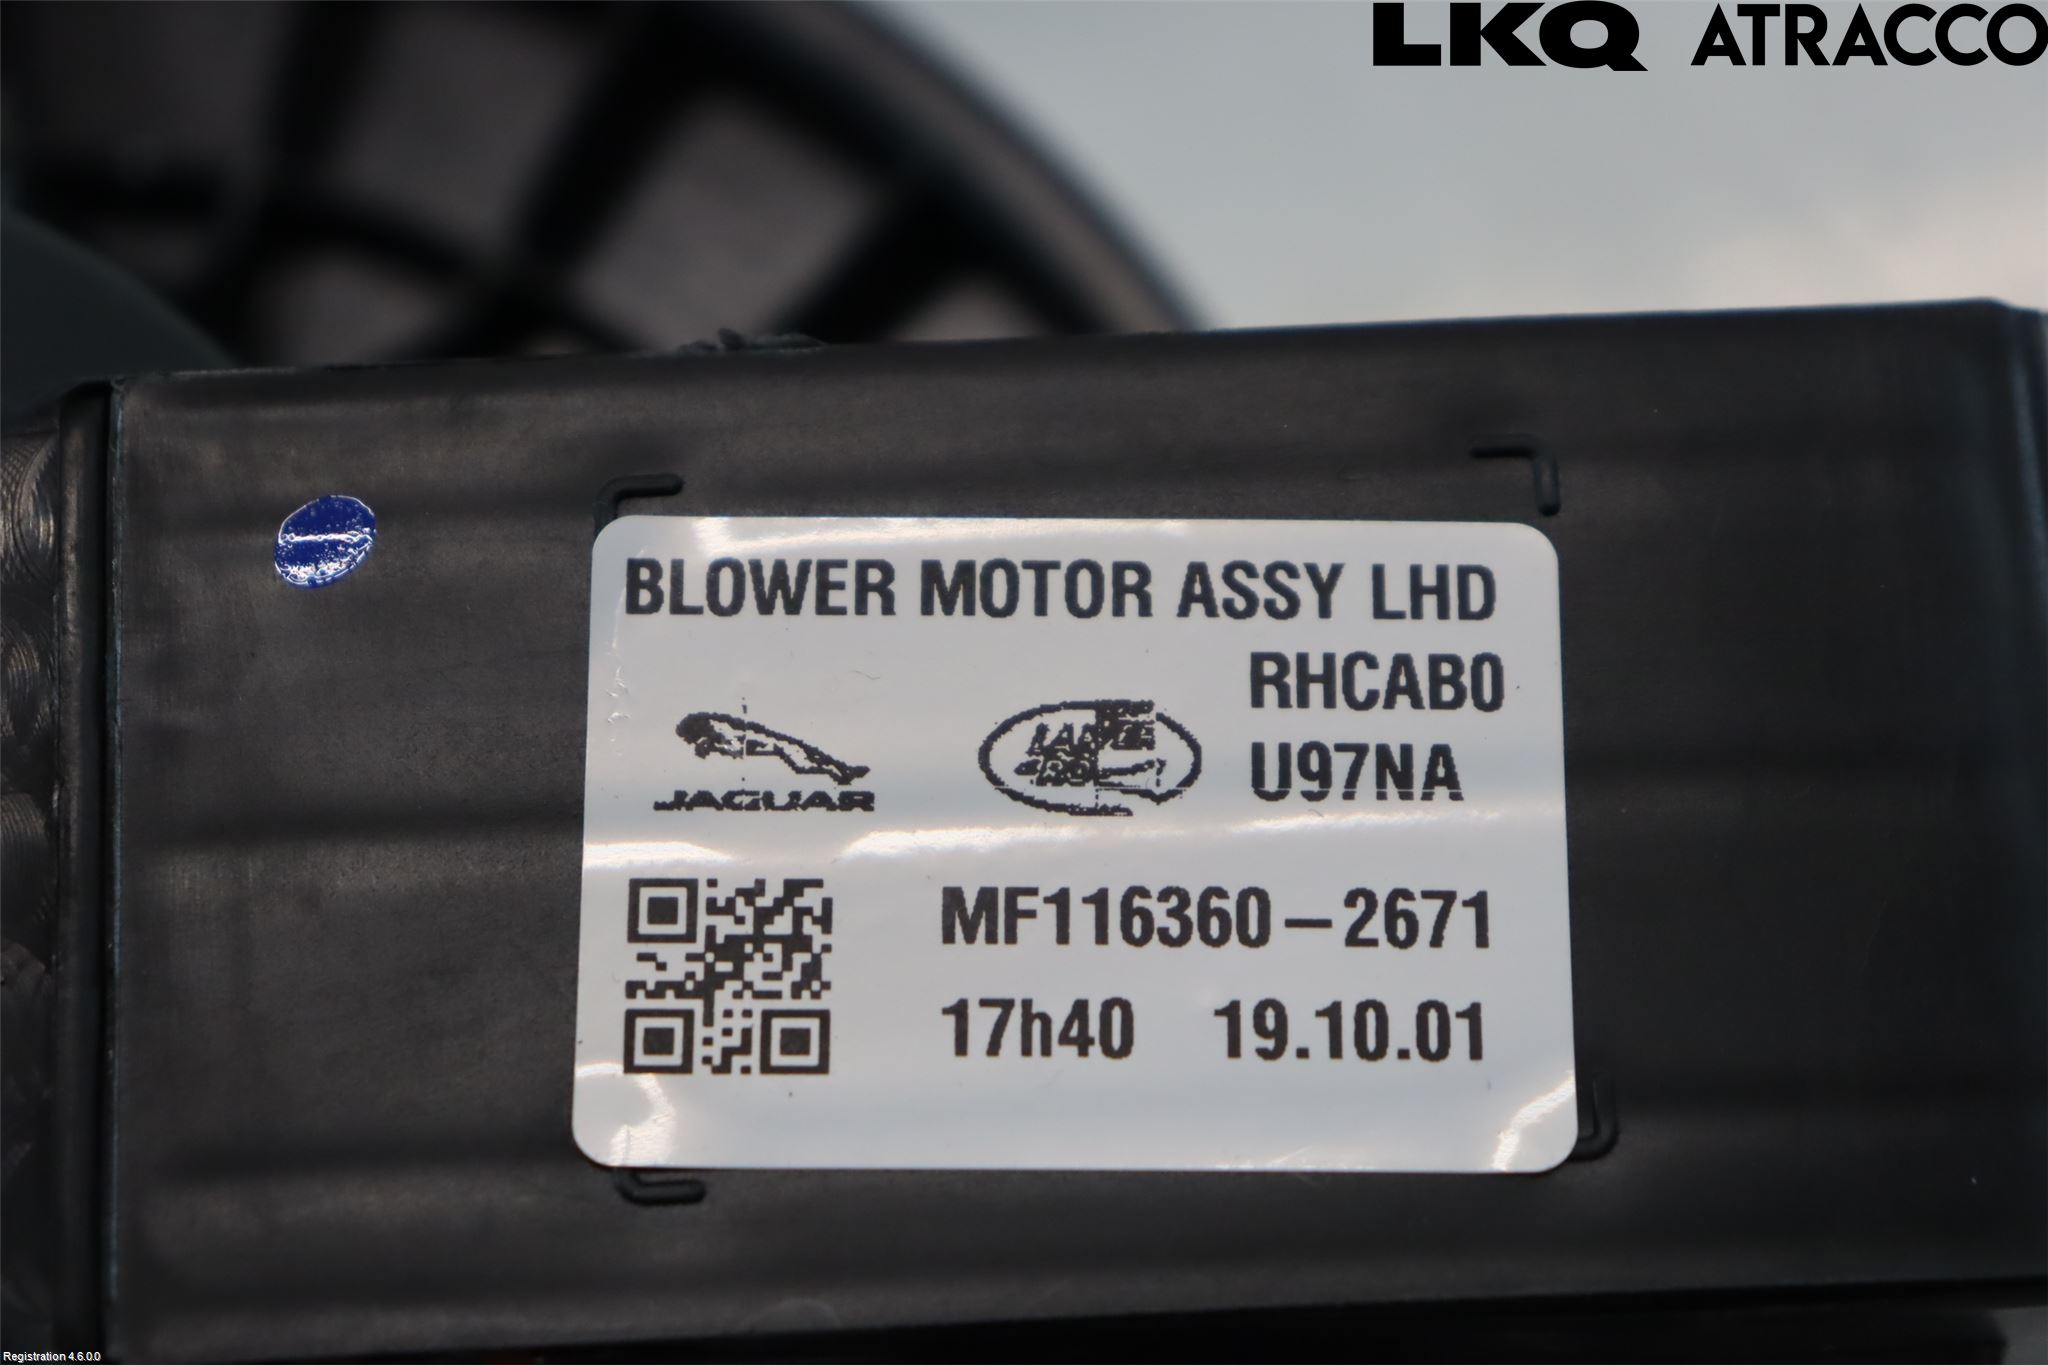 LKQ ATRACCO
BLOWER MOTOR ASSY LHD
RHCAB0
JAGUAR
U97NA
MF116360-2671
17h40 19.10.01
Registration 4.6.0.0